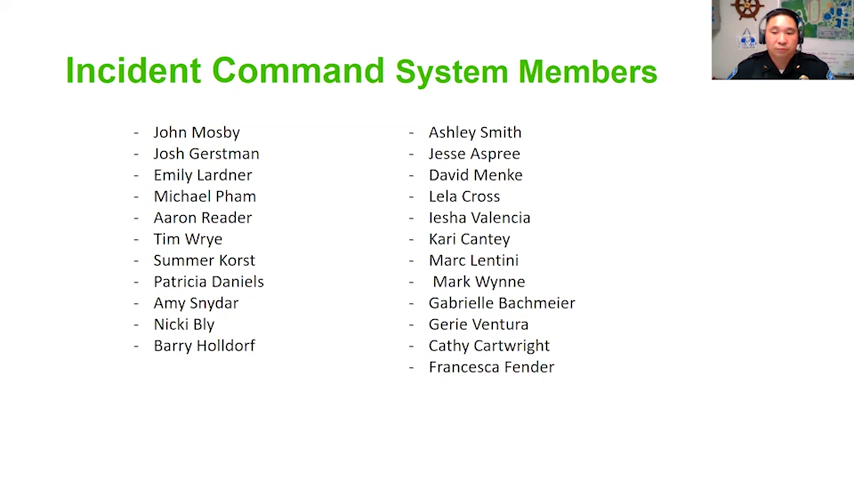 Incident Command System Members
- John Mosby
- Josh Gerstman
- Emily Lardner
- Michael Pham
- Aaron Reader
- Tim Wrye
- Summer Korst
- Patricia Daniels
- Amy Snydar
- Nicki Bly
- Barry Holldorf
- Ashley Smith
- Jesse Aspree
- David Menke
- Lela Cross
- Iesha Valencia
- Kari Cantey
- Marc Lentini
- Mark Wynne
- Gabrielle Bachmeier
- Gerie Ventura
- Cathy Cartwright
- Francesca Fender